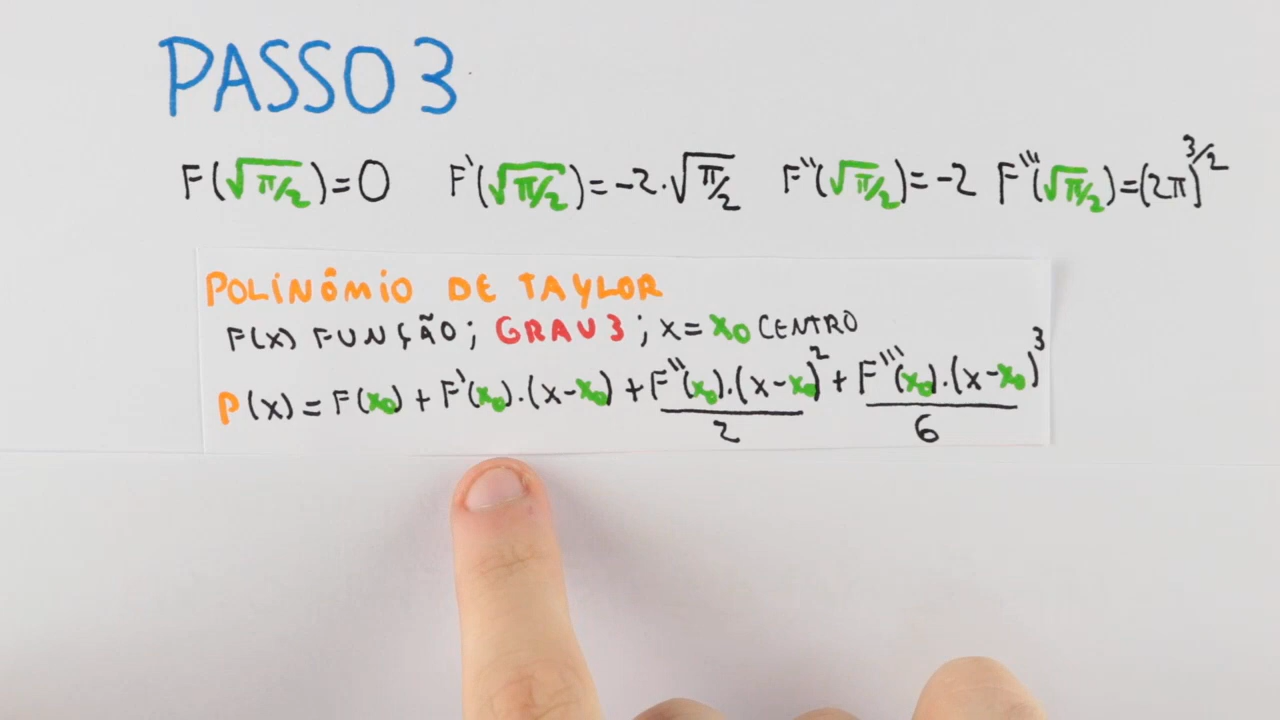 PASSO 3
F(√π/2)=0 F'(√π/2)=-2·√π/2 F''(√π/2)=-2 F'''(√π/2)=(2π)^3/2
POLINÔMIO DE TAYLOR
F(x) FUNÇÃO; GRAU 3; x=x₀ CENTRO
P(x)=F(x₀)+F'(x₀)·(x-x₀)+F''(x₀)·(x-x₀)²/2+F'''(x₀)·(x-x₀)³/6